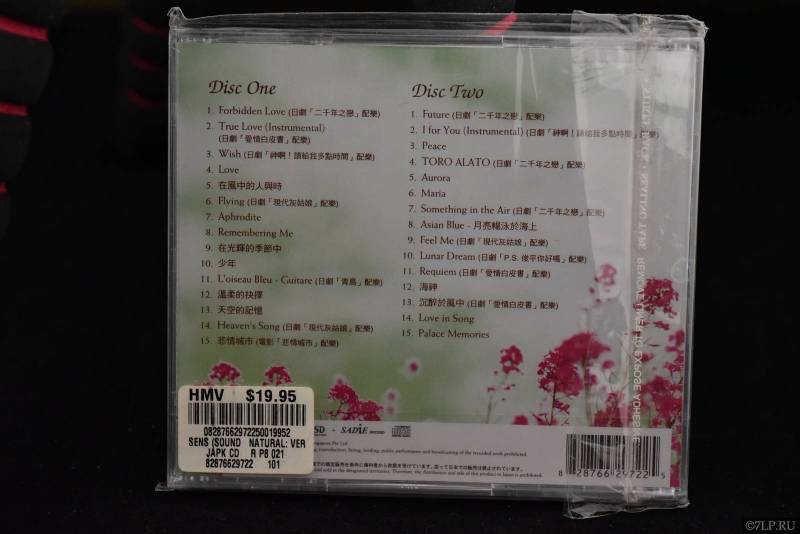 Disc One
1. Forbidden Love (日劇「二千年之戀」配樂)
2. True Love (Instrumental)
(日劇「愛情白皮書」配樂)
3. Wish (日劇「神啊！請給我多點時間」配樂)
4. Love
5. 在風中的人與時
6. Flying (日劇「現代灰姑娘」配樂)
7. Aphrodite
8. Remembering Me
9. 在光輝的季節中
10. 少年
11. L'oiseau Bleu - Guitare (日劇「青鳥」配樂)
12. 溫柔的抉擇
13. 天空的記憶
14. Heaven's Song (日劇「現代灰姑娘」配樂)
15. 悲情城市 (電影「悲情城市」配樂)
Disc Two
1. Future (日劇「二千年之戀」配樂)
2. I for You (Instrumental) (日劇「神啊！請給我多點時間」配樂)
3. Peace
4. TORO ALATO (日劇「二千年之戀」配樂)
5. Aurora
6. Maria
7. Something in the Air (日劇「二千年之戀」配樂)
8. Asian Blue - 月亮暢泳於海上
9. Feel Me (日劇「現代灰姑娘」配樂)
10. Lunar Dream (日劇「P.S. 俊平你好嗎」配樂)
11. Requiem (日劇「愛情白皮書」配樂)
12. 海神
13. 沉醉於風中 (日劇「愛情白皮書」配樂)
14. Love in Song
15. Palace Memories
SEALING TAPE REMOVE LINER TO EXPOSE ADHESIVE
HMV $19.95
08287662972250019952
SENS (SOUND NATURAL: VER
JAPK CD R P8 021
82876629722 101
SADIE
8 28766 29722 5
©7LP.RU